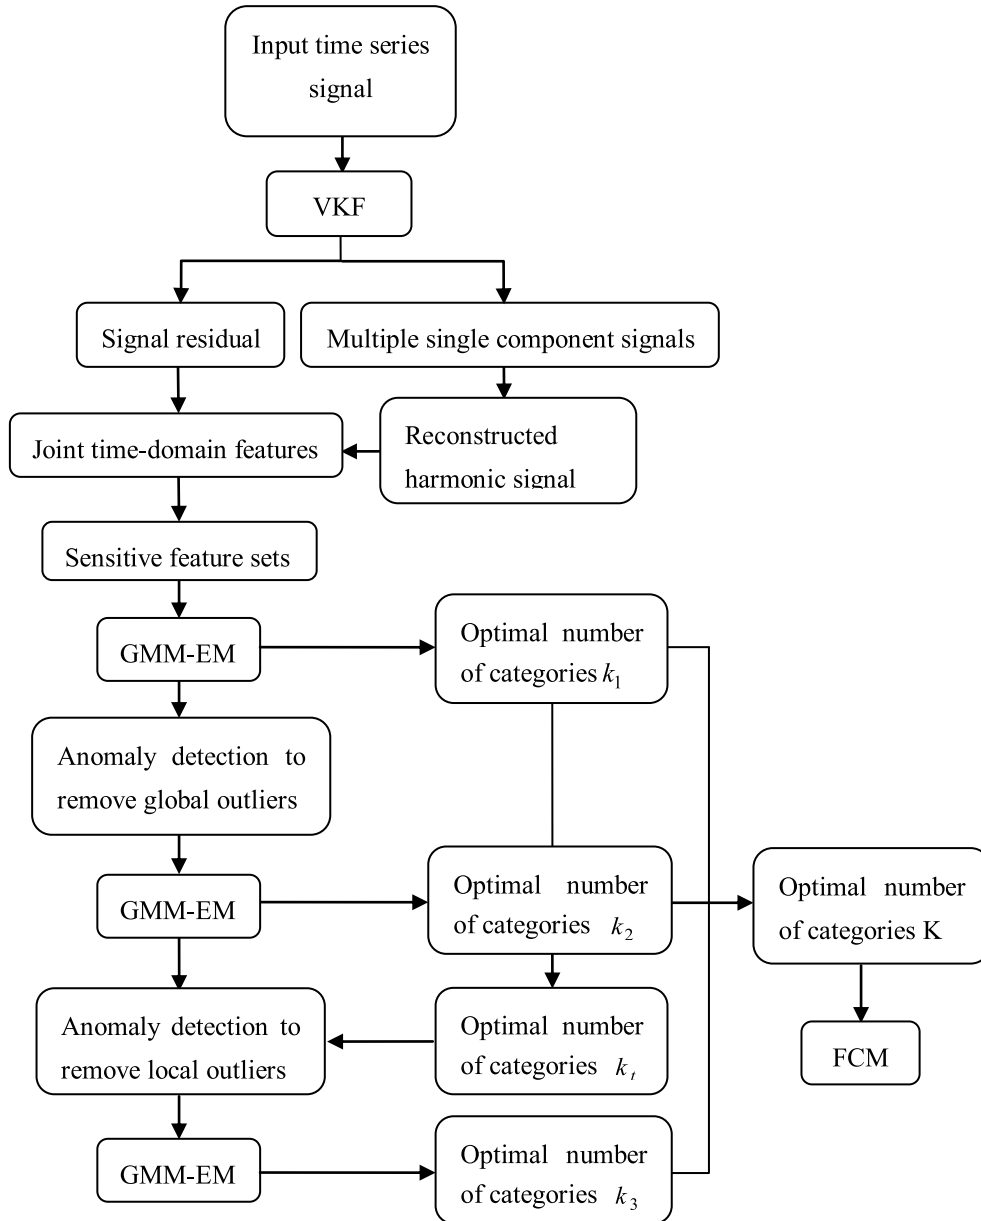 Input time series
signal
VKF
Signal residual
Multiple single component signals
Joint time-domain features
Reconstructed
harmonic signal
Sensitive feature sets
GMM-EM
Optimal number
of categories k₁
Anomaly detection to
remove global outliers
GMM-EM
Optimal number
of categories k₂
Optimal number
of categories K
Anomaly detection to
remove local outliers
Optimal number
of categories kₜ
FCM
GMM-EM
Optimal number
of categories k₃